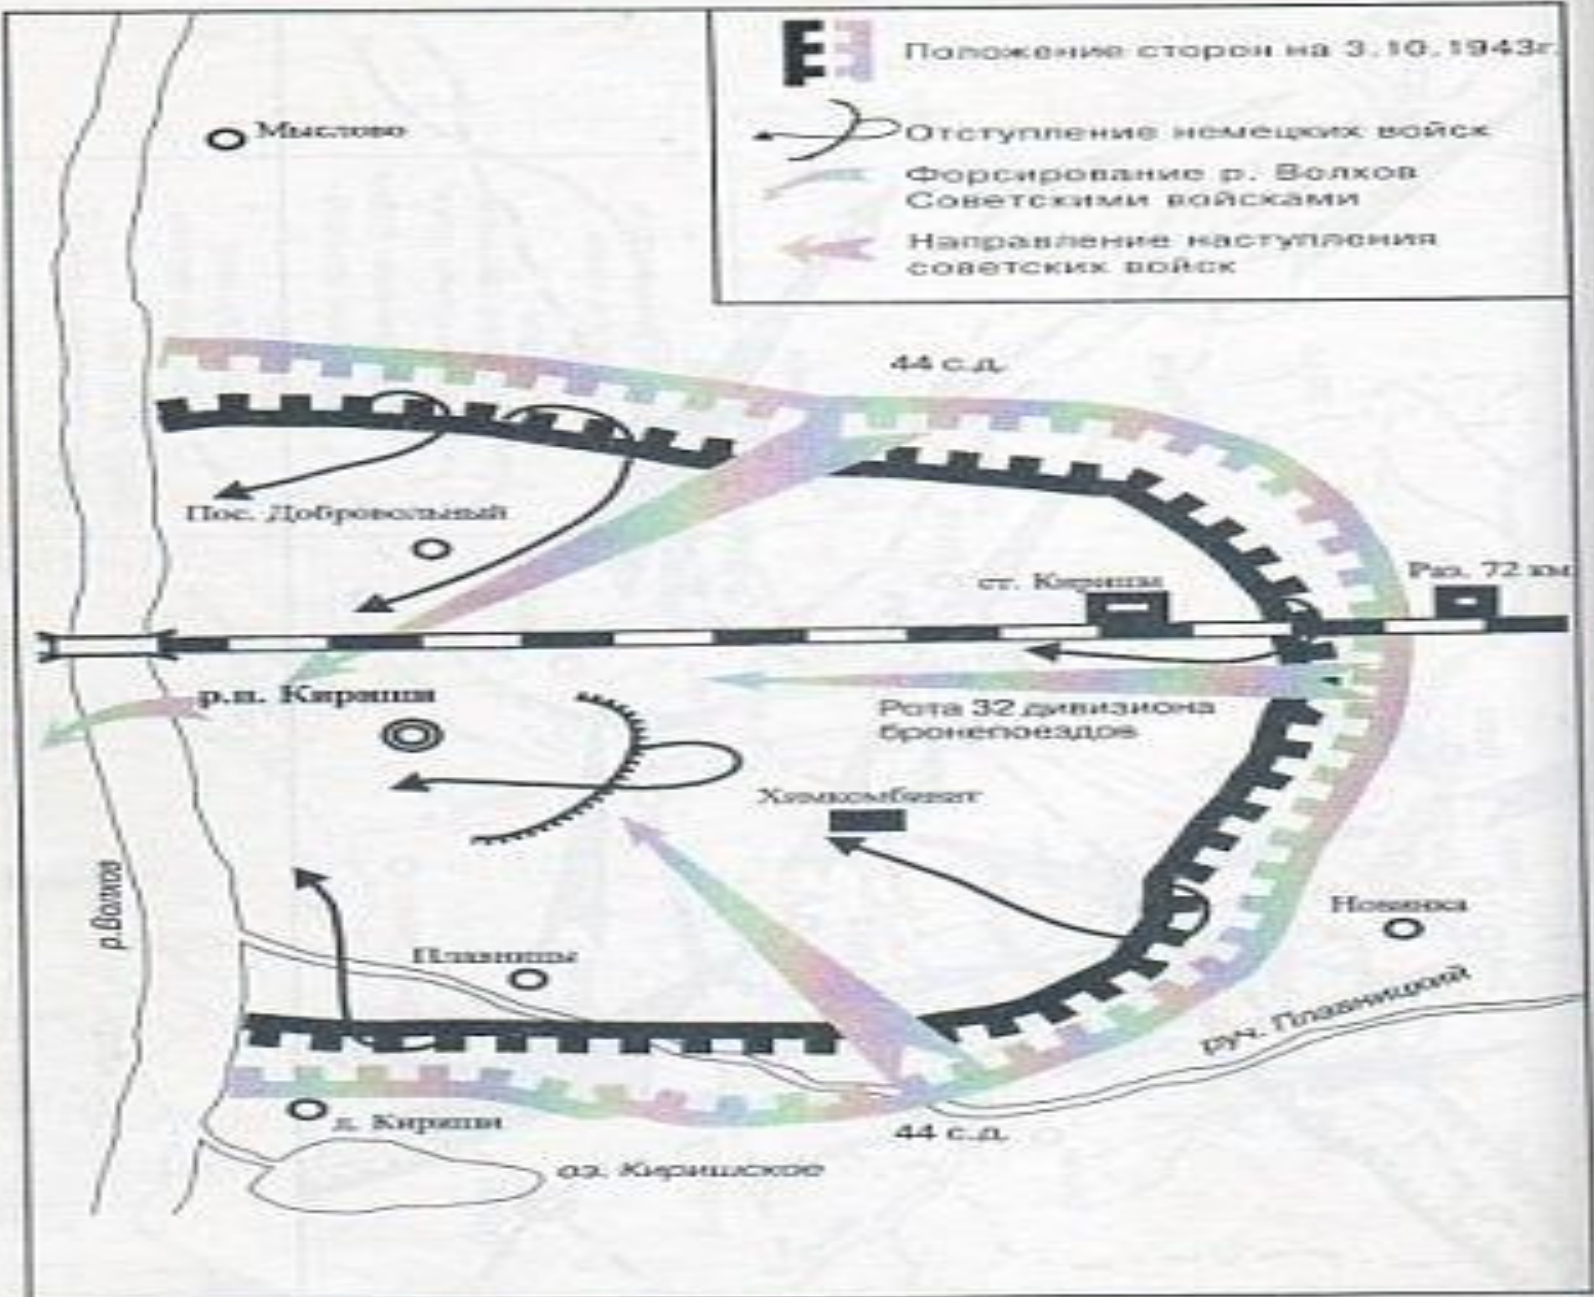 Положение сторон на 3.10.1943г.
Отступление немецких войск
Форсирование р. Волхов
Советскими войсками
Направление наступления
советских войск
Мыслово
44 с.д.
Пос. Добровольный
ст. Кириши
Раз. 72 км
р.п. Кириши
Рота 32 дивизиона
бронепоездов
Химкомбинат
р.Волхов
Новинка
Плавницы
руч. Плавницкий
д. Кириши
44 с.д.
оз. Киришское